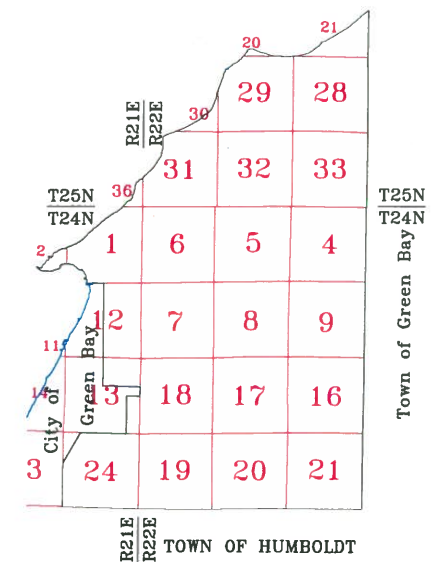 21
20
29 28
30
R21E R22E
31 32 33
36
T25N T25N
T24N T24N
2 1 6 5 4
Town of Green Bay
12 7 8 9
11
City of Green Bay
14 13 18 17 16
3 24 19 20 21
R21E R22E
TOWN OF HUMBOLDT